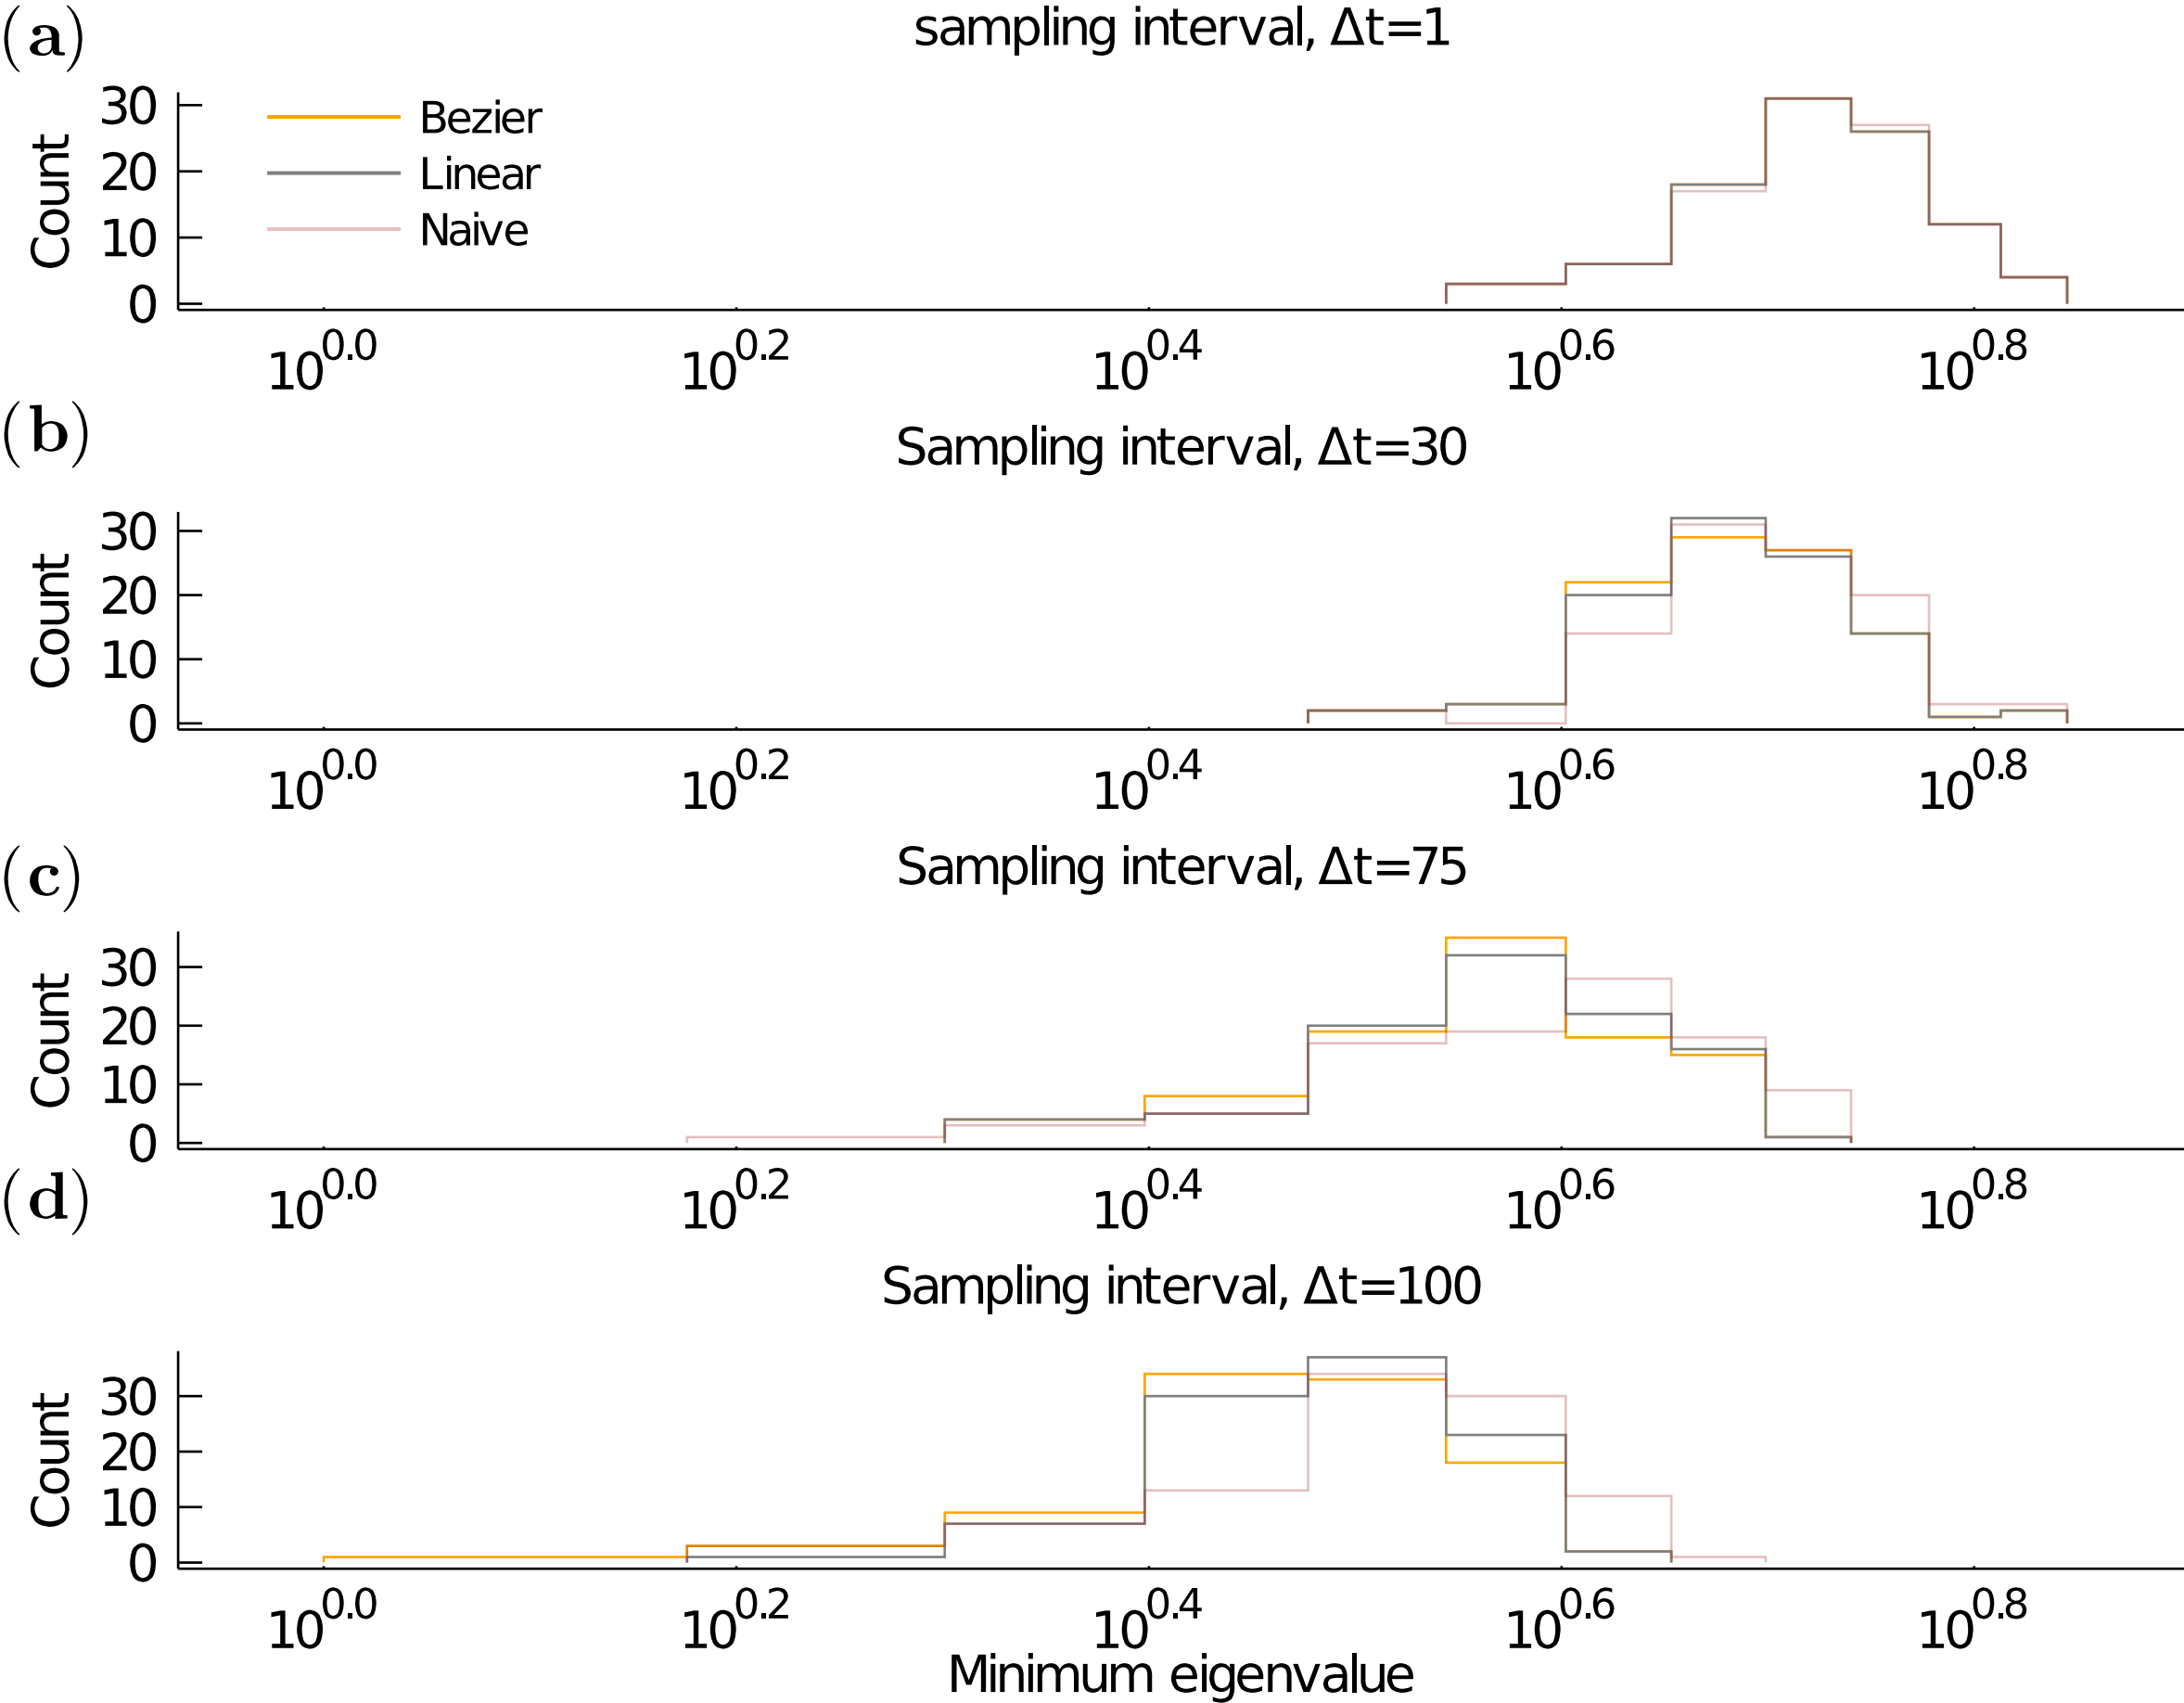 (a)
sampling interval, Δt=1
Count
30
20
10
0
Bezier
Linear
Naive
10^0.0 10^0.2 10^0.4 10^0.6 10^0.8
(b)
Sampling interval, Δt=30
Count
30
20
10
0
10^0.0 10^0.2 10^0.4 10^0.6 10^0.8
(c)
Sampling interval, Δt=75
Count
30
20
10
0
10^0.0 10^0.2 10^0.4 10^0.6 10^0.8
(d)
Sampling interval, Δt=100
Count
30
20
10
0
10^0.0 10^0.2 10^0.4 10^0.6 10^0.8
Minimum eigenvalue